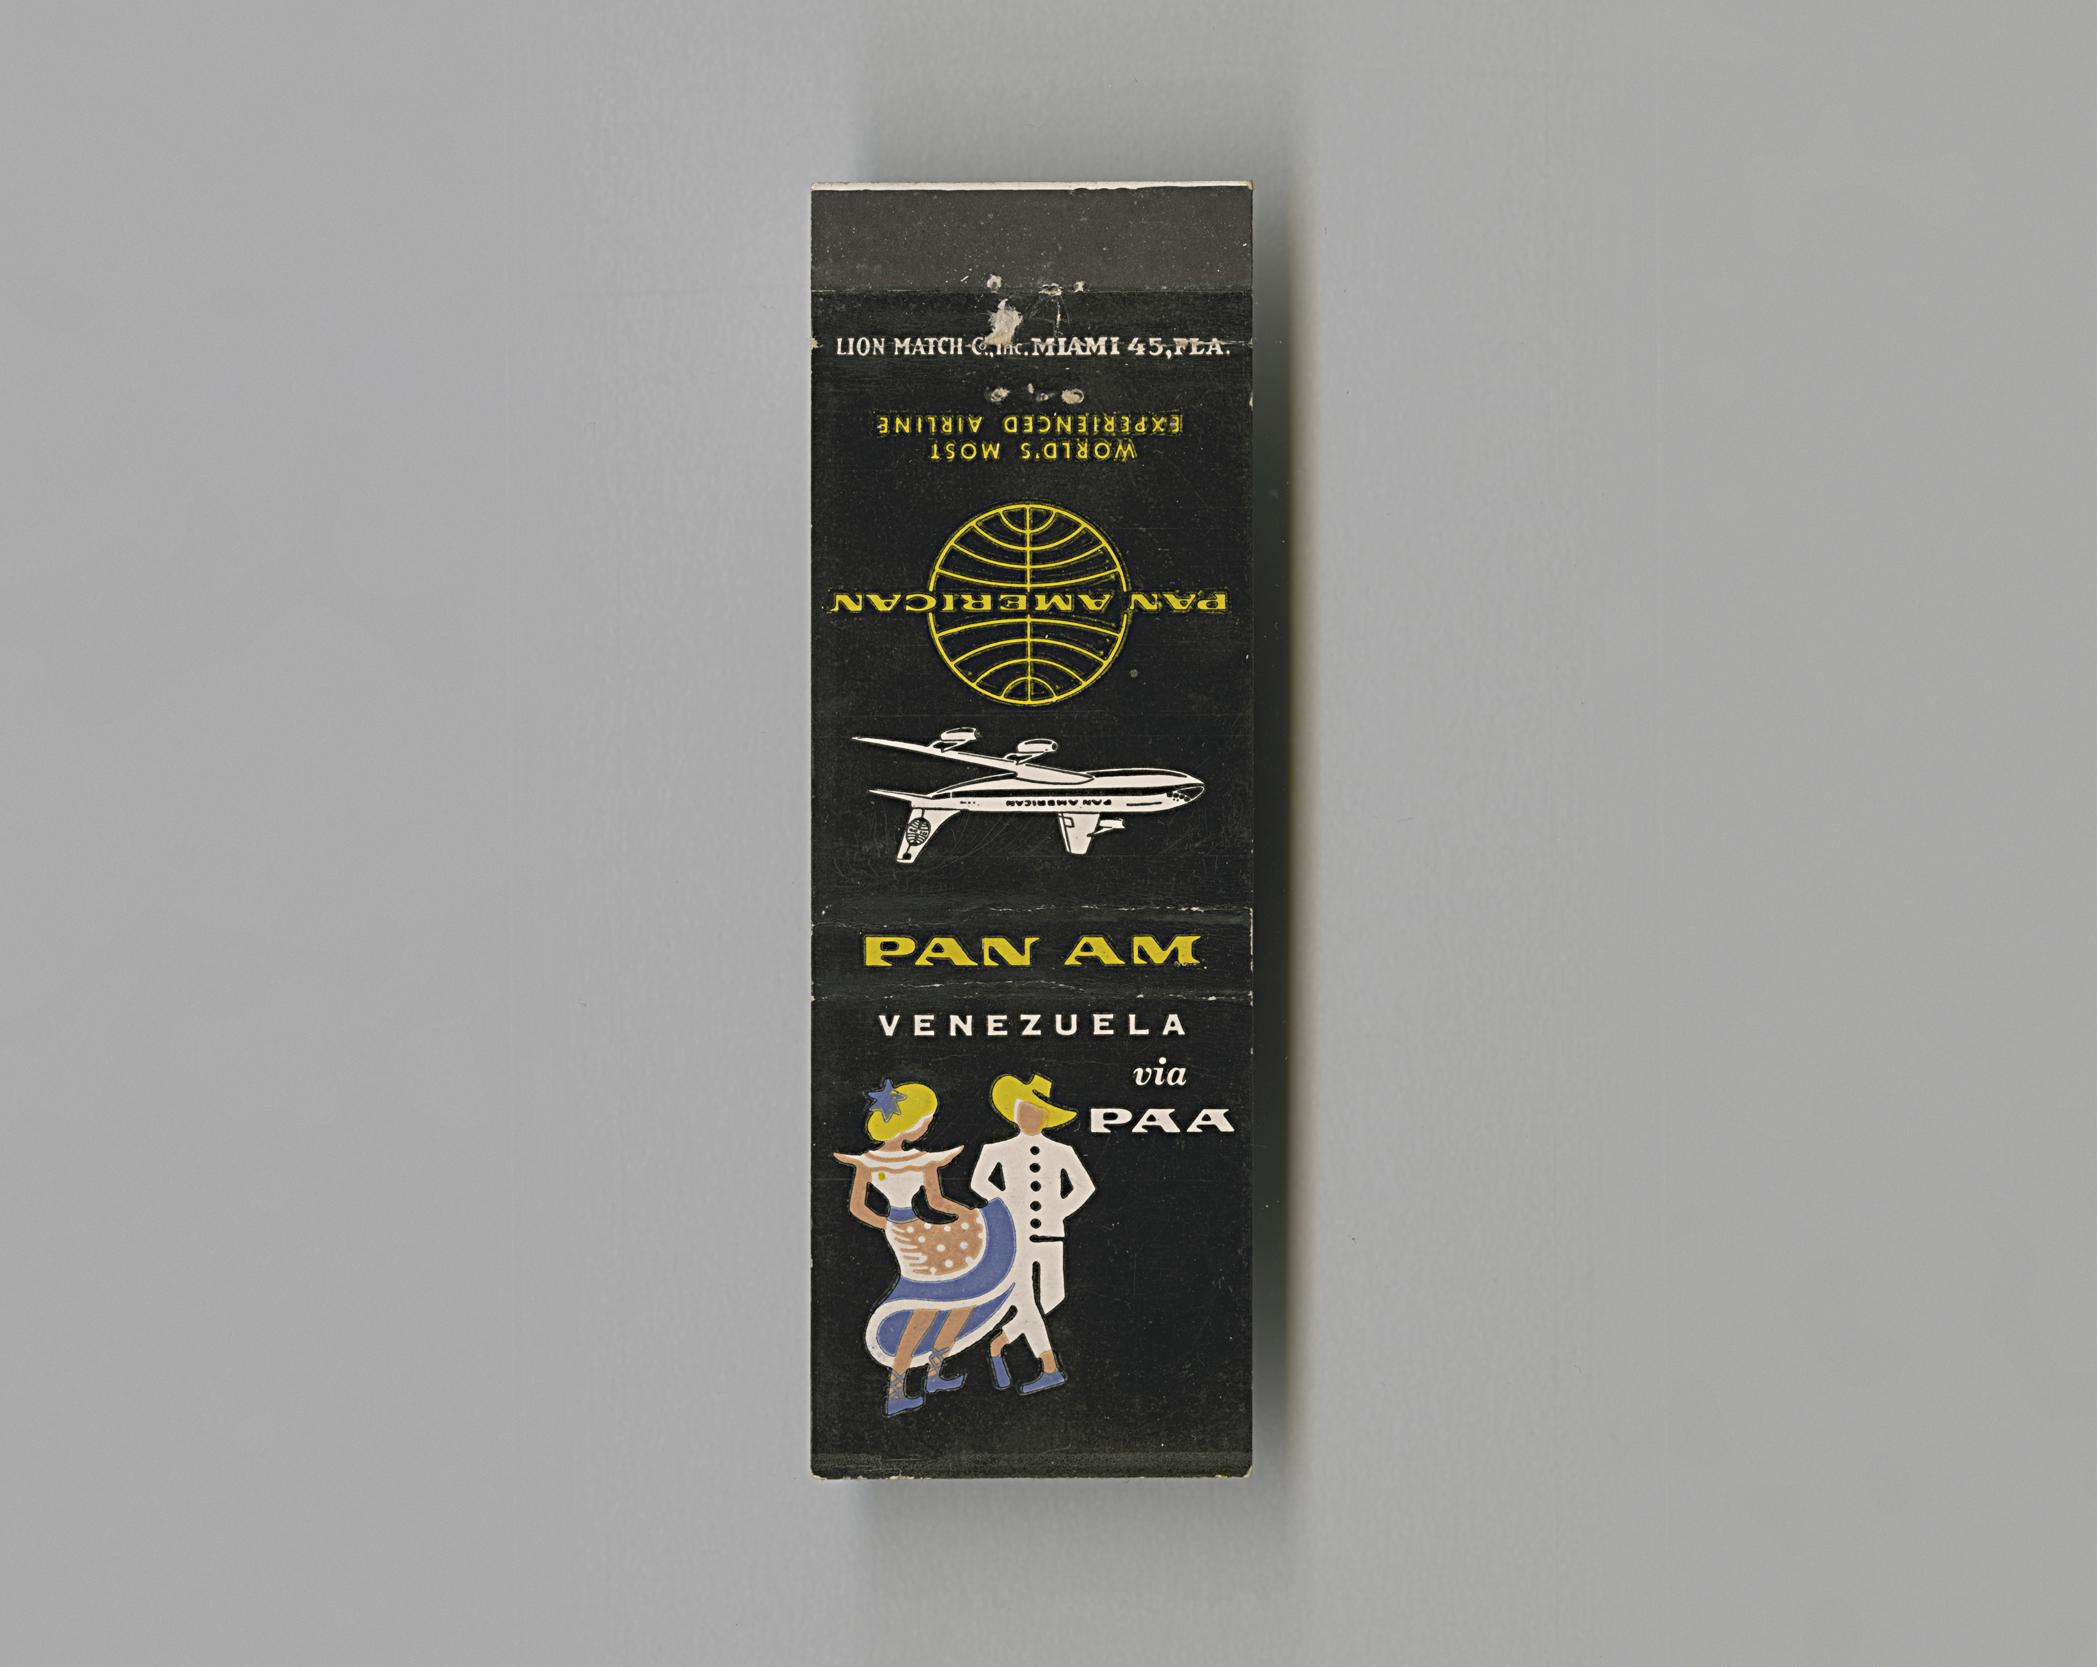 LION MATCH Co., Inc. MIAMI 45, FLA.
WORLD'S MOST
EXPERIENCED AIRLINE
PAN AMERICAN
PAN AMERICAN
PAN AM
VENEZUELA
via
PAA